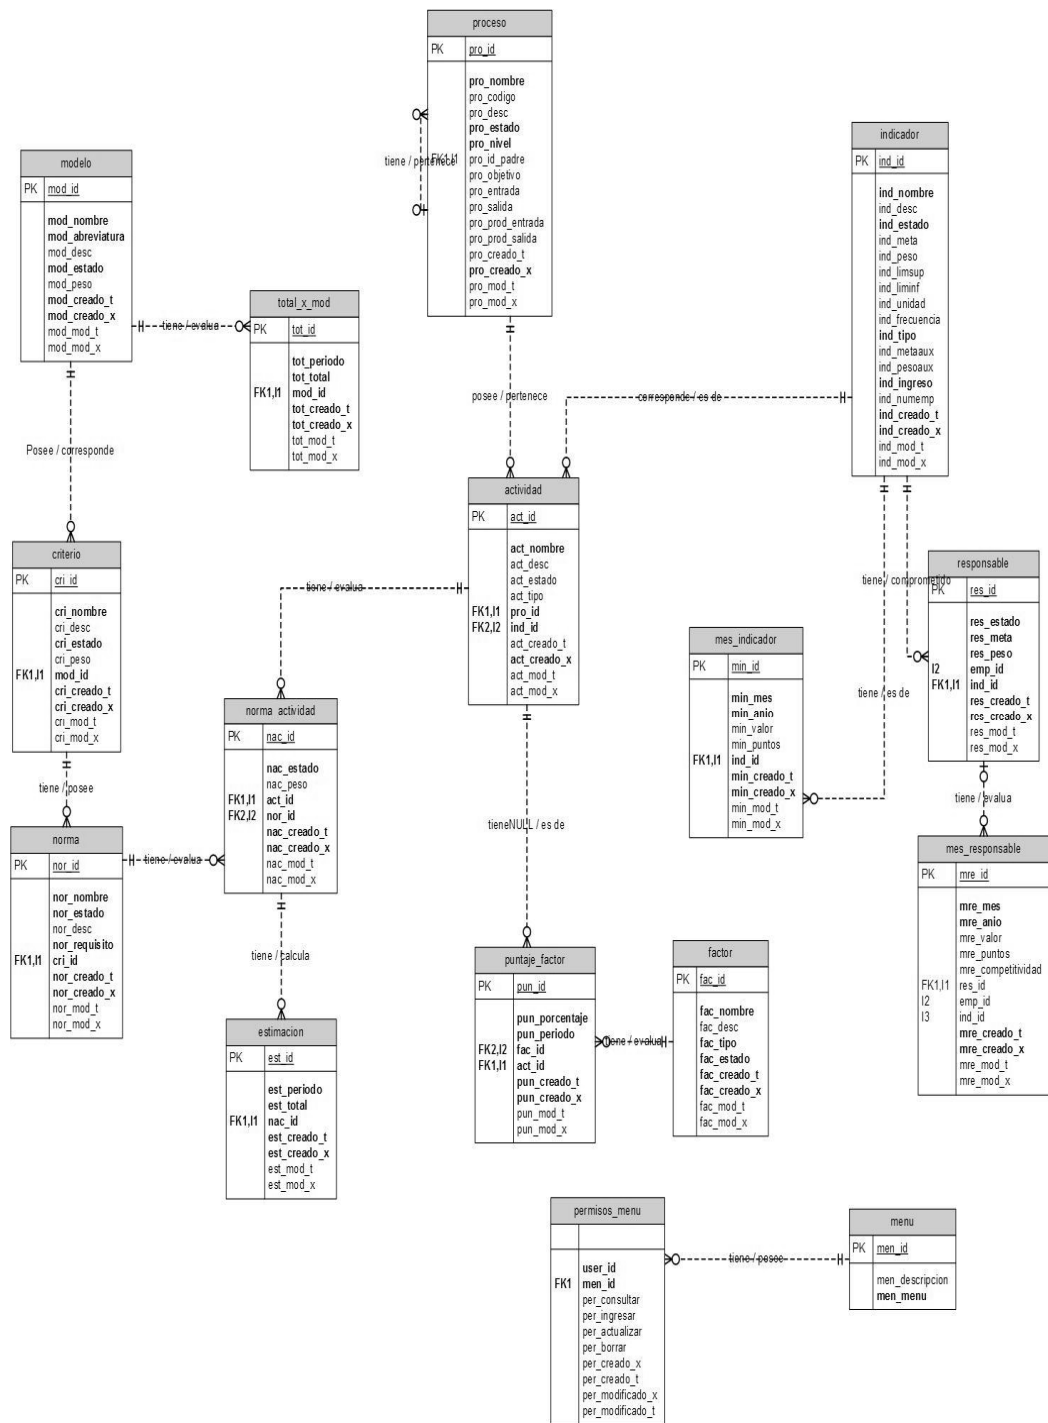 proceso
PK pro_id
pro_nombre
pro_codigo
pro_desc
pro_estado
pro_nivel
FK1,I1 pro_id_padre
pro_objetivo
pro_entrada
pro_salida
pro_prod_entrada
pro_prod_salida
pro_creado_t
pro_creado_x
pro_mod_t
pro_mod_x
tiene / pertenece
indicador
PK ind_id
ind_nombre
ind_desc
ind_estado
ind_meta
ind_peso
ind_limsup
ind_liminf
ind_unidad
ind_frecuencia
ind_tipo
ind_metaaux
ind_pesoaux
ind_ingreso
ind_numemp
ind_creado_t
ind_creado_x
ind_mod_t
ind_mod_x
modelo
PK mod_id
mod_nombre
mod_abreviatura
mod_desc
mod_estado
mod_peso
mod_creado_t
mod_creado_x
mod_mod_t
mod_mod_x
tiene / evalua
total_x_mod
PK tot_id
tot_periodo
tot_total
FK1,I1 mod_id
tot_creado_t
tot_creado_x
tot_mod_t
tot_mod_x
posee / pertenece
corresponde / es de
Posee / corresponde
actividad
PK act_id
act_nombre
act_desc
act_estado
act_tipo
FK1,I1 pro_id
FK2,I2 ind_id
act_creado_t
act_creado_x
act_mod_t
act_mod_x
criterio
PK cri_id
cri_nombre
cri_desc
cri_estado
cri_peso
FK1,I1 mod_id
cri_creado_t
cri_creado_x
cri_mod_t
cri_mod_x
tiene / evalua
tiene / comprometido
responsable
PK res_id
res_estado
res_meta
res_peso
I2 emp_id
FK1,I1 ind_id
res_creado_t
res_creado_x
res_mod_t
res_mod_x
mes_indicador
PK min_id
min_mes
min_anio
min_valor
min_puntos
FK1,I1 ind_id
min_creado_t
min_creado_x
min_mod_t
min_mod_x
tiene / es de
norma_actividad
PK nac_id
nac_estado
nac_peso
FK1,I1 act_id
FK2,I2 nor_id
nac_creado_t
nac_creado_x
nac_mod_t
nac_mod_x
tiene / posee
tiene / evalua
norma
PK nor_id
nor_nombre
nor_estado
nor_desc
nor_requisito
FK1,I1 cri_id
nor_creado_t
nor_creado_x
nor_mod_t
nor_mod_x
tiene / evalua
tieneNULL / es de
mes_responsable
PK mre_id
mre_mes
mre_anio
mre_valor
mre_puntos
mre_competitividad
FK1,I1 res_id
I2 emp_id
I3 ind_id
mre_creado_t
mre_creado_x
mre_mod_t
mre_mod_x
tiene / calcula
puntaje_factor
PK pun_id
pun_porcentaje
pun_periodo
FK2,I2 fac_id
FK1,I1 act_id
pun_creado_t
pun_creado_x
pun_mod_t
pun_mod_x
tiene / evalua
factor
PK fac_id
fac_nombre
fac_desc
fac_tipo
fac_estado
fac_creado_t
fac_creado_x
fac_mod_t
fac_mod_x
estimacion
PK est_id
est_periodo
est_total
FK1,I1 nac_id
est_creado_t
est_creado_x
est_mod_t
est_mod_x
permisos_menu
user_id
FK1 men_id
per_consultar
per_ingresar
per_actualizar
per_borrar
per_creado_x
per_creado_t
per_modificado_x
per_modificado_t
tiene / posee
menu
PK men_id
men_descripcion
men_menu